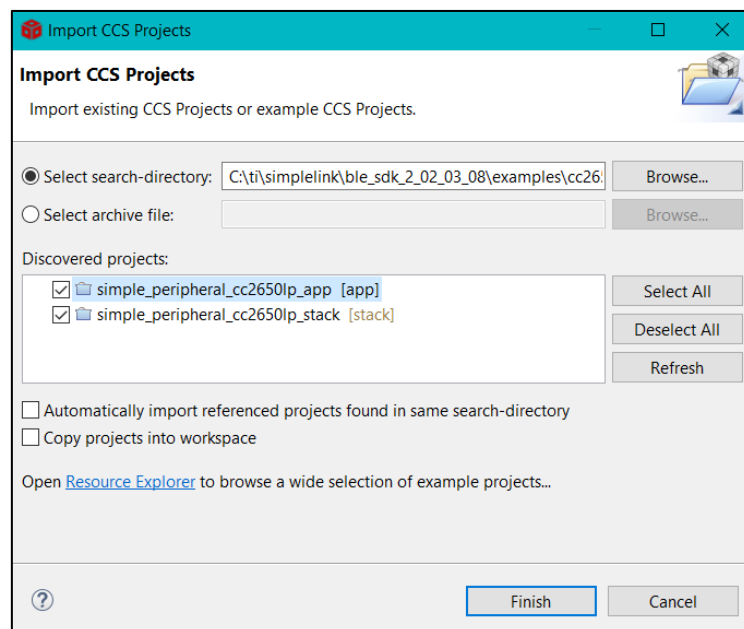 Import CCS Projects
Import CCS Projects
Import existing CCS Projects or example CCS Projects.
Select search-directory: C:\ti\simplelink\ble_sdk_2_02_03_08\examples\cc26 Browse...
Select archive file: Browse...
Discovered projects:
simple_peripheral_cc2650lp_app [app]
simple_peripheral_cc2650lp_stack [stack]
Select All
Deselect All
Refresh
Automatically import referenced projects found in same search-directory
Copy projects into workspace
Open Resource Explorer to browse a wide selection of example projects...
? Finish Cancel